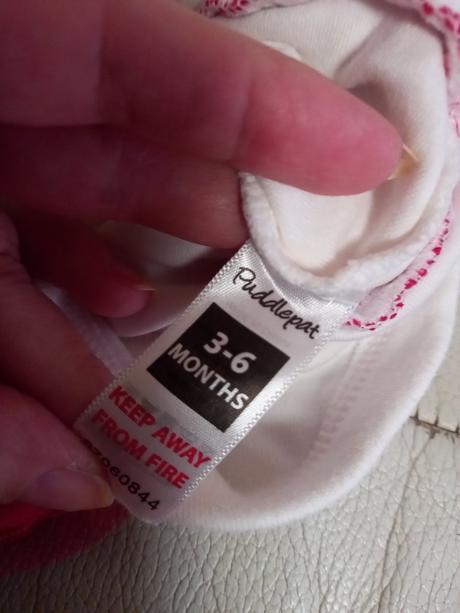 Puddlepat
3-6
MONTHS
KEEP AWAY
FROM FIRE